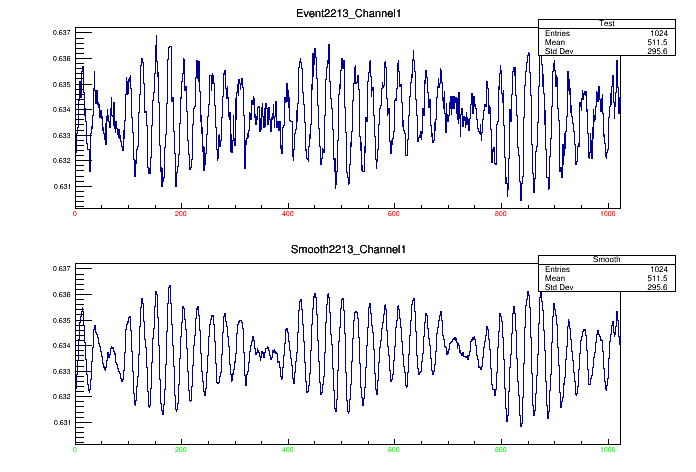 Event2213_Channel1
Test
Entries 1024
Mean 511.5
Std Dev 295.6
0.637
0.636
0.635
0.634
0.633
0.632
0.631
0 200 400 600 800 1000
Smooth2213_Channel1
Smooth
Entries 1024
Mean 511.5
Std Dev 295.6
0.637
0.636
0.635
0.634
0.633
0.632
0.631
0 200 400 600 800 1000